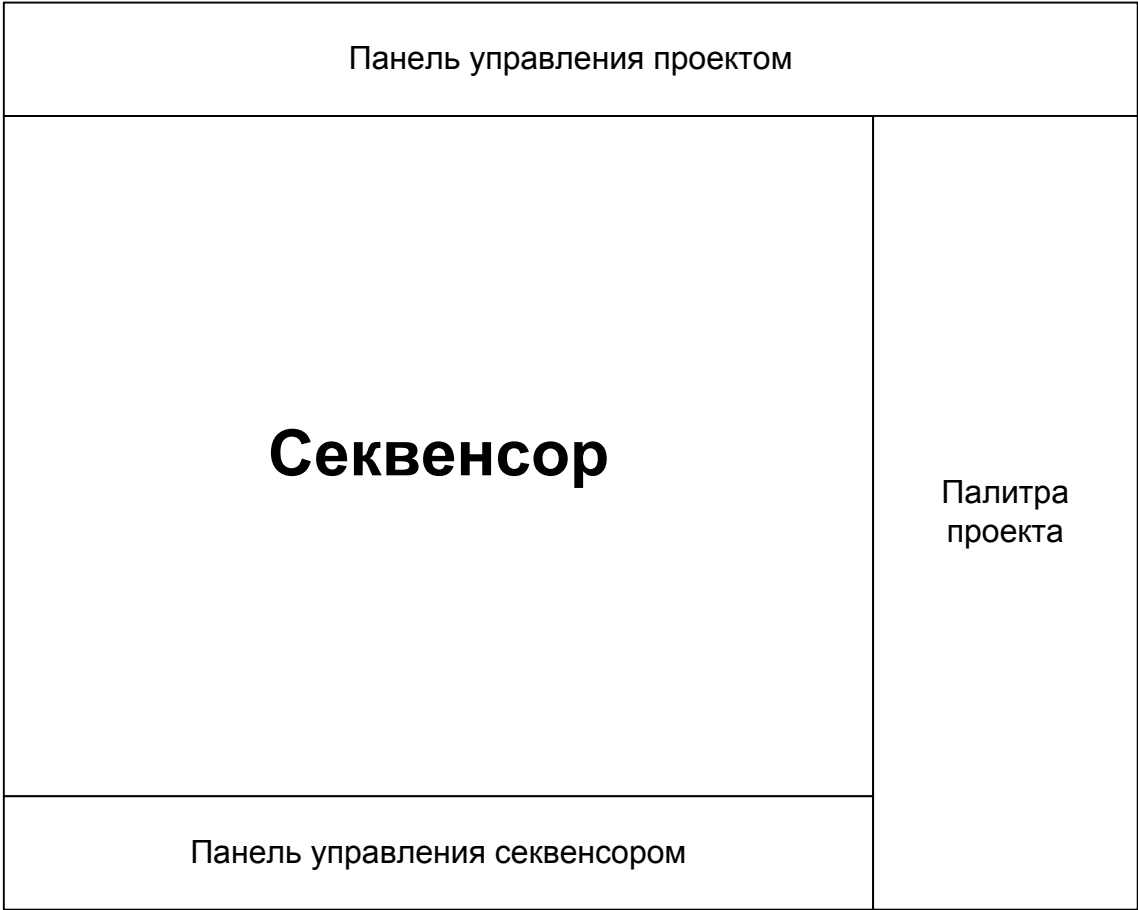 Панель управления проектом
Секвенсор
Палитра
проекта
Панель управления секвенсором